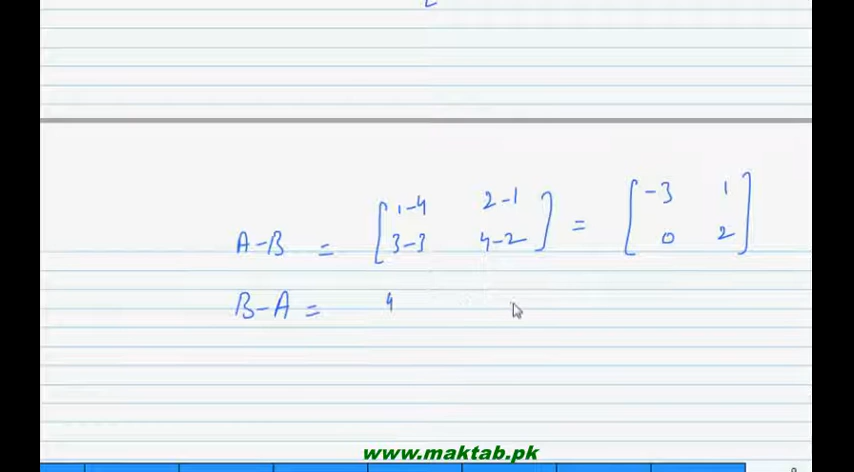 A-B = [1-4 2-1 3-3 4-2] = [-3 1 0 2]
B-A = 4
www.maktab.pk